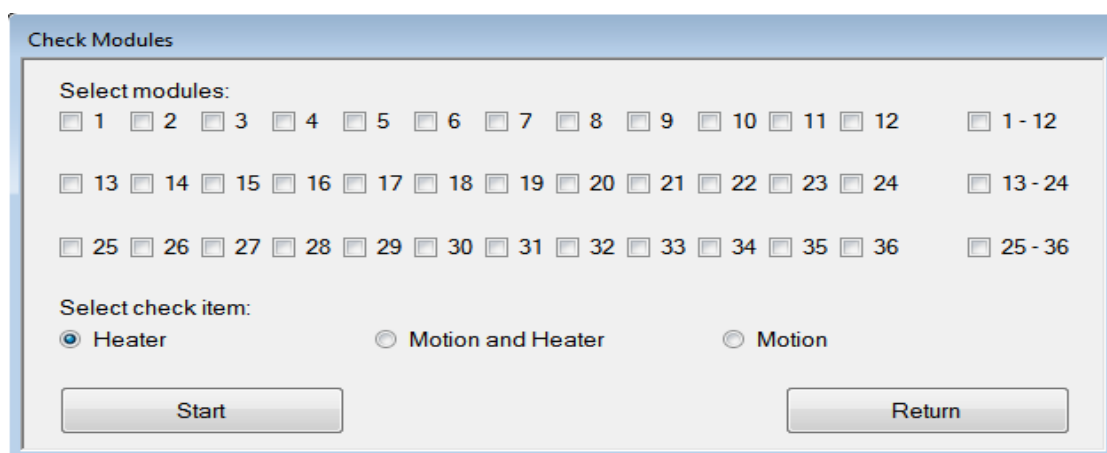 Check Modules
Select modules:
1 2 3 4 5 6 7 8 9 10 11 12 1 - 12
13 14 15 16 17 18 19 20 21 22 23 24 13 - 24
25 26 27 28 29 30 31 32 33 34 35 36 25 - 36
Select check item:
Heater Motion and Heater Motion
Start Return